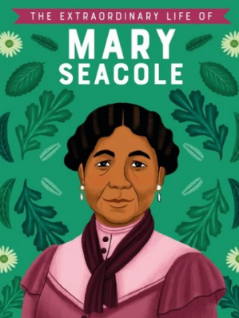 THE EXTRAORDINARY LIFE OF
MARY
SEACOLE